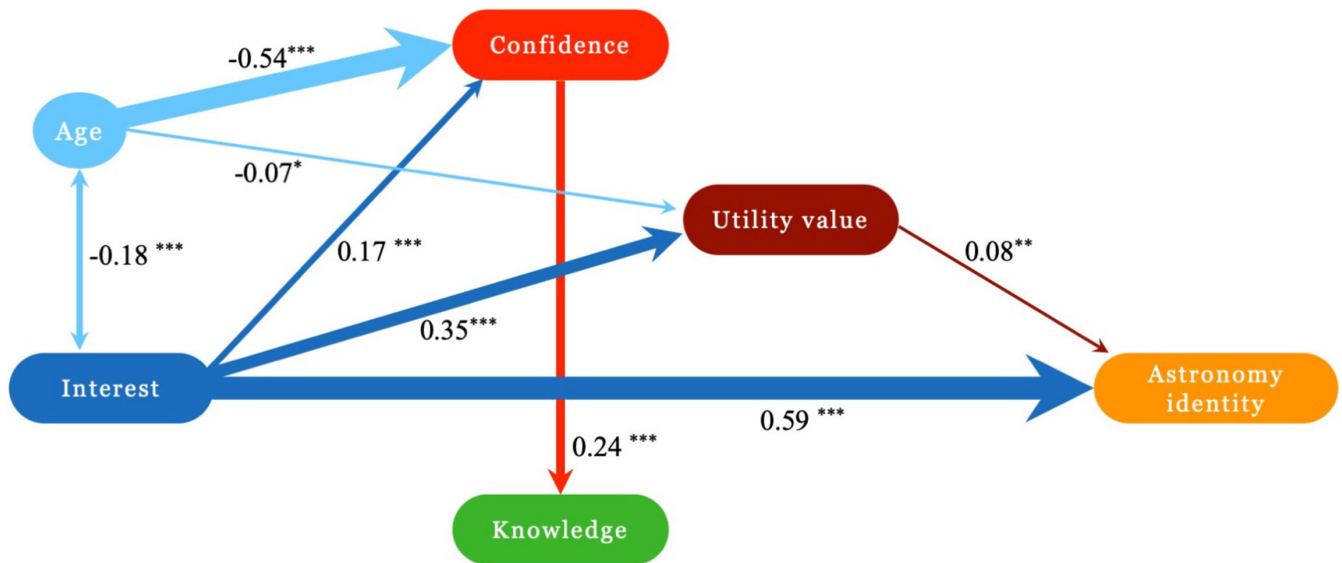 Confidence
-0.54***
Age
-0.07*
Utility value
-0.18 ***
0.17 ***
0.08**
0.35***
Interest
Astronomy
identity
0.59 ***
0.24 ***
Knowledge